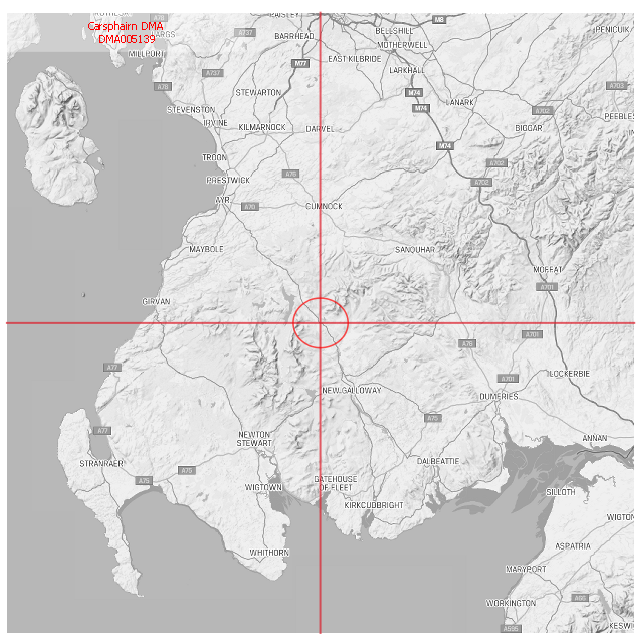 PAISLEY
M8
Carsphairn DMA
DMA005139
A737
BARRHEAD
BELLSHILL
MOTHERWELL
PENICUIK
MILLPORT
EAST KILBRIDE
M77
LARKHALL
A737
A78
STEWARTON
M74
A703
LANARK
M74
A702
STEVENSTON
IRVINE
KILMARNOCK
DARVEL
BIGGAR
PEEBLES
M74
TROON
A702
A76
PRESTWICK
A702
AYR
A70
CUMNOCK
MAYBOLE
SANQUHAR
MOFFAT
A701
GIRVAN
A701
A76
A77
LOCKERBIE
A701
NEW GALLOWAY
DUMFRIES
A75
A77
NEWTON
STEWART
ANNAN
STRANRAER
A75
DALBEATTIE
A75
GATEHOUSE
OF FLEET
WIGTOWN
SILLOTH
KIRKCUDBRIGHT
WIGTON
ASPATRIA
WHITHORN
MARYPORT
A66
WORKINGTON
A595
KESWI